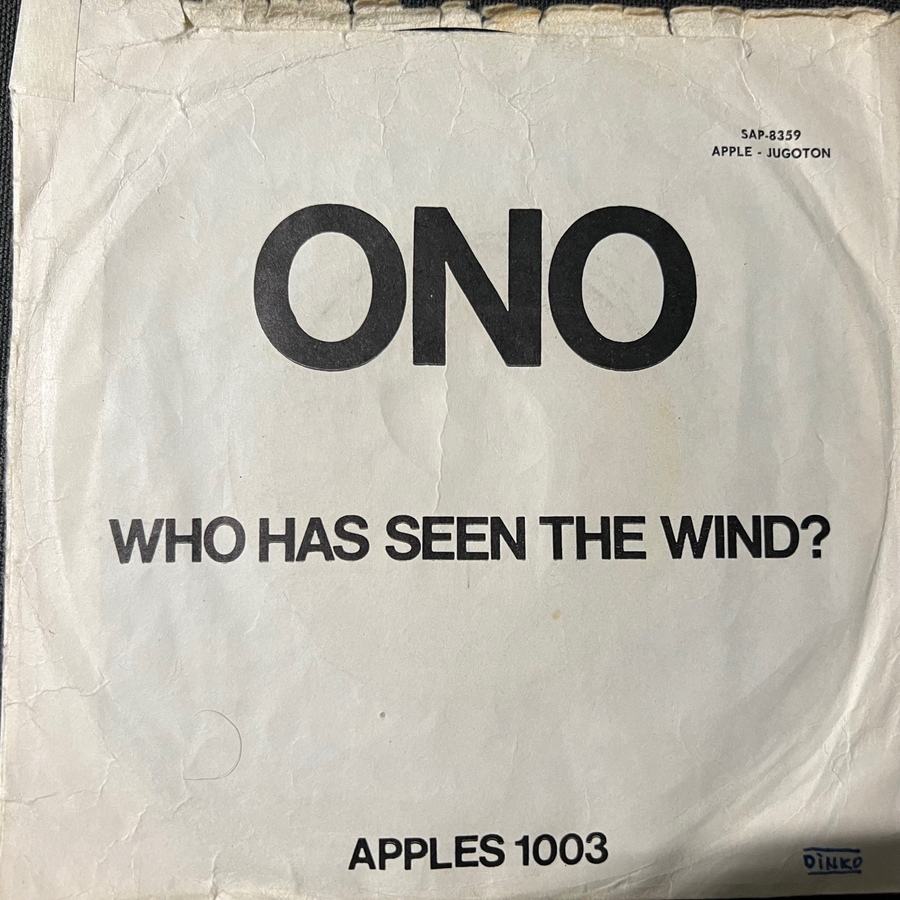 SAP-8359
APPLE - JUGOTON
ONO
WHO HAS SEEN THE WIND?
APPLES 1003
DINKO